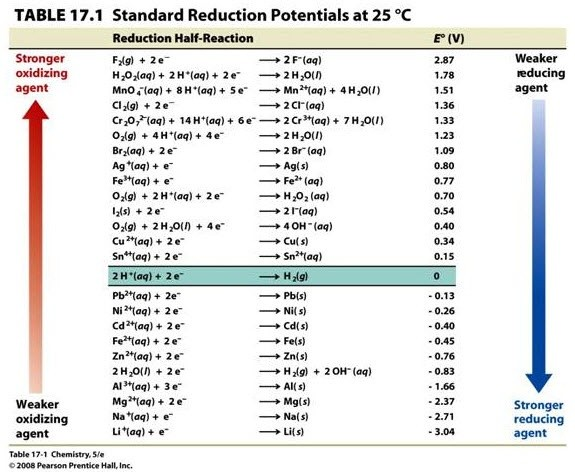 TABLE 17.1 Standard Reduction Potentials at 25 °C
Reduction Half-Reaction E° (V)
Stronger oxidizing agent
Weaker reducing agent
F₂(g) + 2 e⁻ → 2 F⁻(aq) 2.87
H₂O₂(aq) + 2 H⁺(aq) + 2 e⁻ → 2 H₂O(l) 1.78
MnO₄⁻(aq) + 8 H⁺(aq) + 5 e⁻ → Mn²⁺(aq) + 4 H₂O(l) 1.51
Cl₂(g) + 2 e⁻ → 2 Cl⁻(aq) 1.36
Cr₂O₇²⁻(aq) + 14 H⁺(aq) + 6 e⁻ → 2 Cr³⁺(aq) + 7 H₂O(l) 1.33
O₂(g) + 4 H⁺(aq) + 4 e⁻ → 2 H₂O(l) 1.23
Br₂(aq) + 2 e⁻ → 2 Br⁻(aq) 1.09
Ag⁺(aq) + e⁻ → Ag(s) 0.80
Fe³⁺(aq) + e⁻ → Fe²⁺(aq) 0.77
O₂(g) + 2 H⁺(aq) + 2 e⁻ → H₂O₂(aq) 0.70
I₂(s) + 2 e⁻ → 2 I⁻(aq) 0.54
O₂(g) + 2 H₂O(l) + 4 e⁻ → 4 OH⁻(aq) 0.40
Cu²⁺(aq) + 2 e⁻ → Cu(s) 0.34
Sn⁴⁺(aq) + 2 e⁻ → Sn²⁺(aq) 0.15
2 H⁺(aq) + 2 e⁻ → H₂(g) 0
Pb²⁺(aq) + 2e⁻ → Pb(s) - 0.13
Ni²⁺(aq) + 2 e⁻ → Ni(s) - 0.26
Cd²⁺(aq) + 2 e⁻ → Cd(s) - 0.40
Fe²⁺(aq) + 2 e⁻ → Fe(s) - 0.45
Zn²⁺(aq) + 2 e⁻ → Zn(s) - 0.76
2 H₂O(l) + 2 e⁻ → H₂(g) + 2 OH⁻(aq) - 0.83
Al³⁺(aq) + 3 e⁻ → Al(s) - 1.66
Mg²⁺(aq) + 2 e⁻ → Mg(s) - 2.37
Na⁺(aq) + e⁻ → Na(s) - 2.71
Li⁺(aq) + e⁻ → Li(s) - 3.04
Weaker oxidizing agent
Stronger reducing agent
Table 17-1 Chemistry, 5/e
© 2008 Pearson Prentice Hall, Inc.